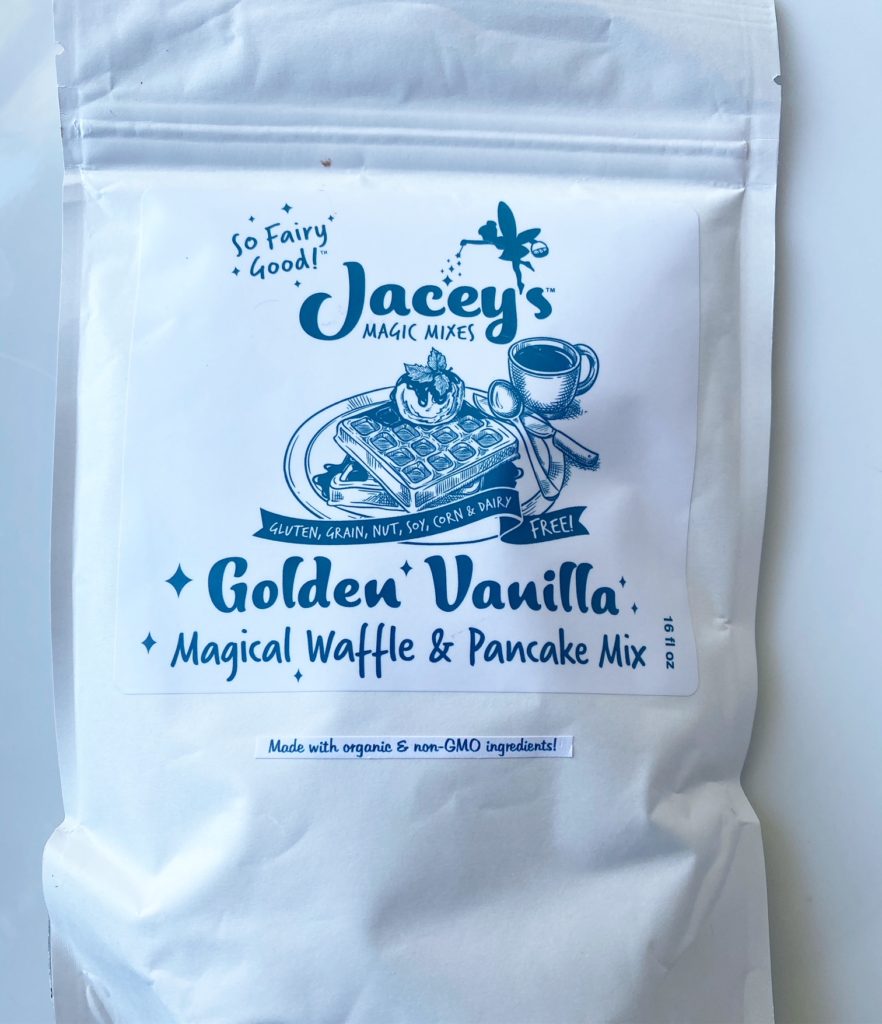 So Fairy
Good!™
Jacey's™
MAGIC MIXES
GLUTEN, GRAIN, NUT, SOY, CORN & DAIRY
FREE!
Golden Vanilla
Magical Waffle & Pancake Mix
16 fl oz
Made with organic & non-GMO ingredients!